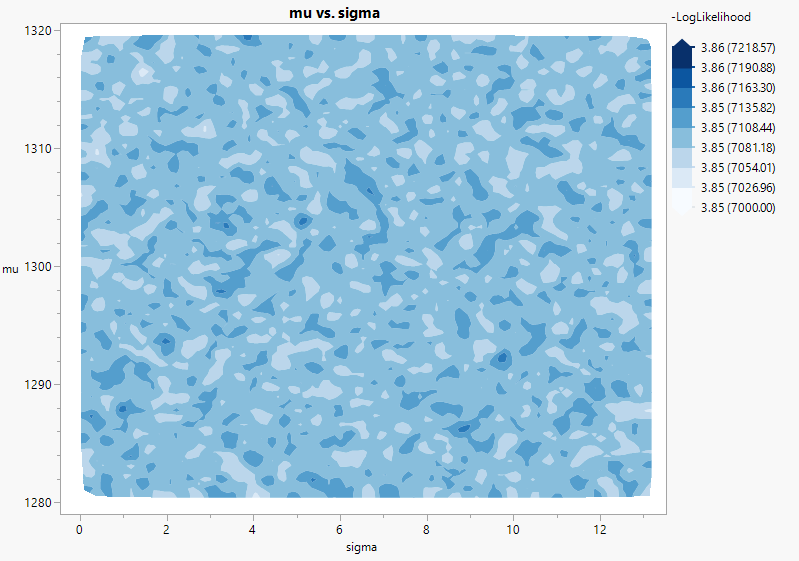 mu vs. sigma
-LogLikelihood
3.86 (7218.57)
3.86 (7190.88)
3.86 (7163.30)
3.85 (7135.82)
3.85 (7108.44)
3.85 (7081.18)
3.85 (7054.01)
3.85 (7026.96)
3.85 (7000.00)
mu
1320
1310
1300
1290
1280
0 2 4 6 8 10 12
sigma